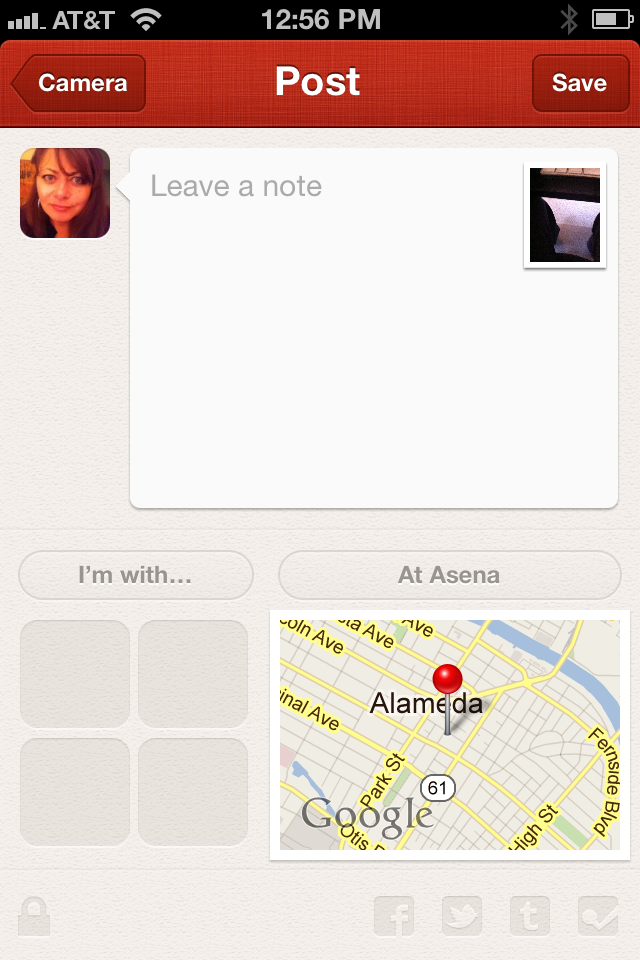 AT&T 12:56 PM
Camera Post Save
Leave a note
I'm with...
At Asena
coln Ave
sta Ave
Ave
inal Ave
Alameda
Park St
61
Fernside Blvd
High St
Otis
Google